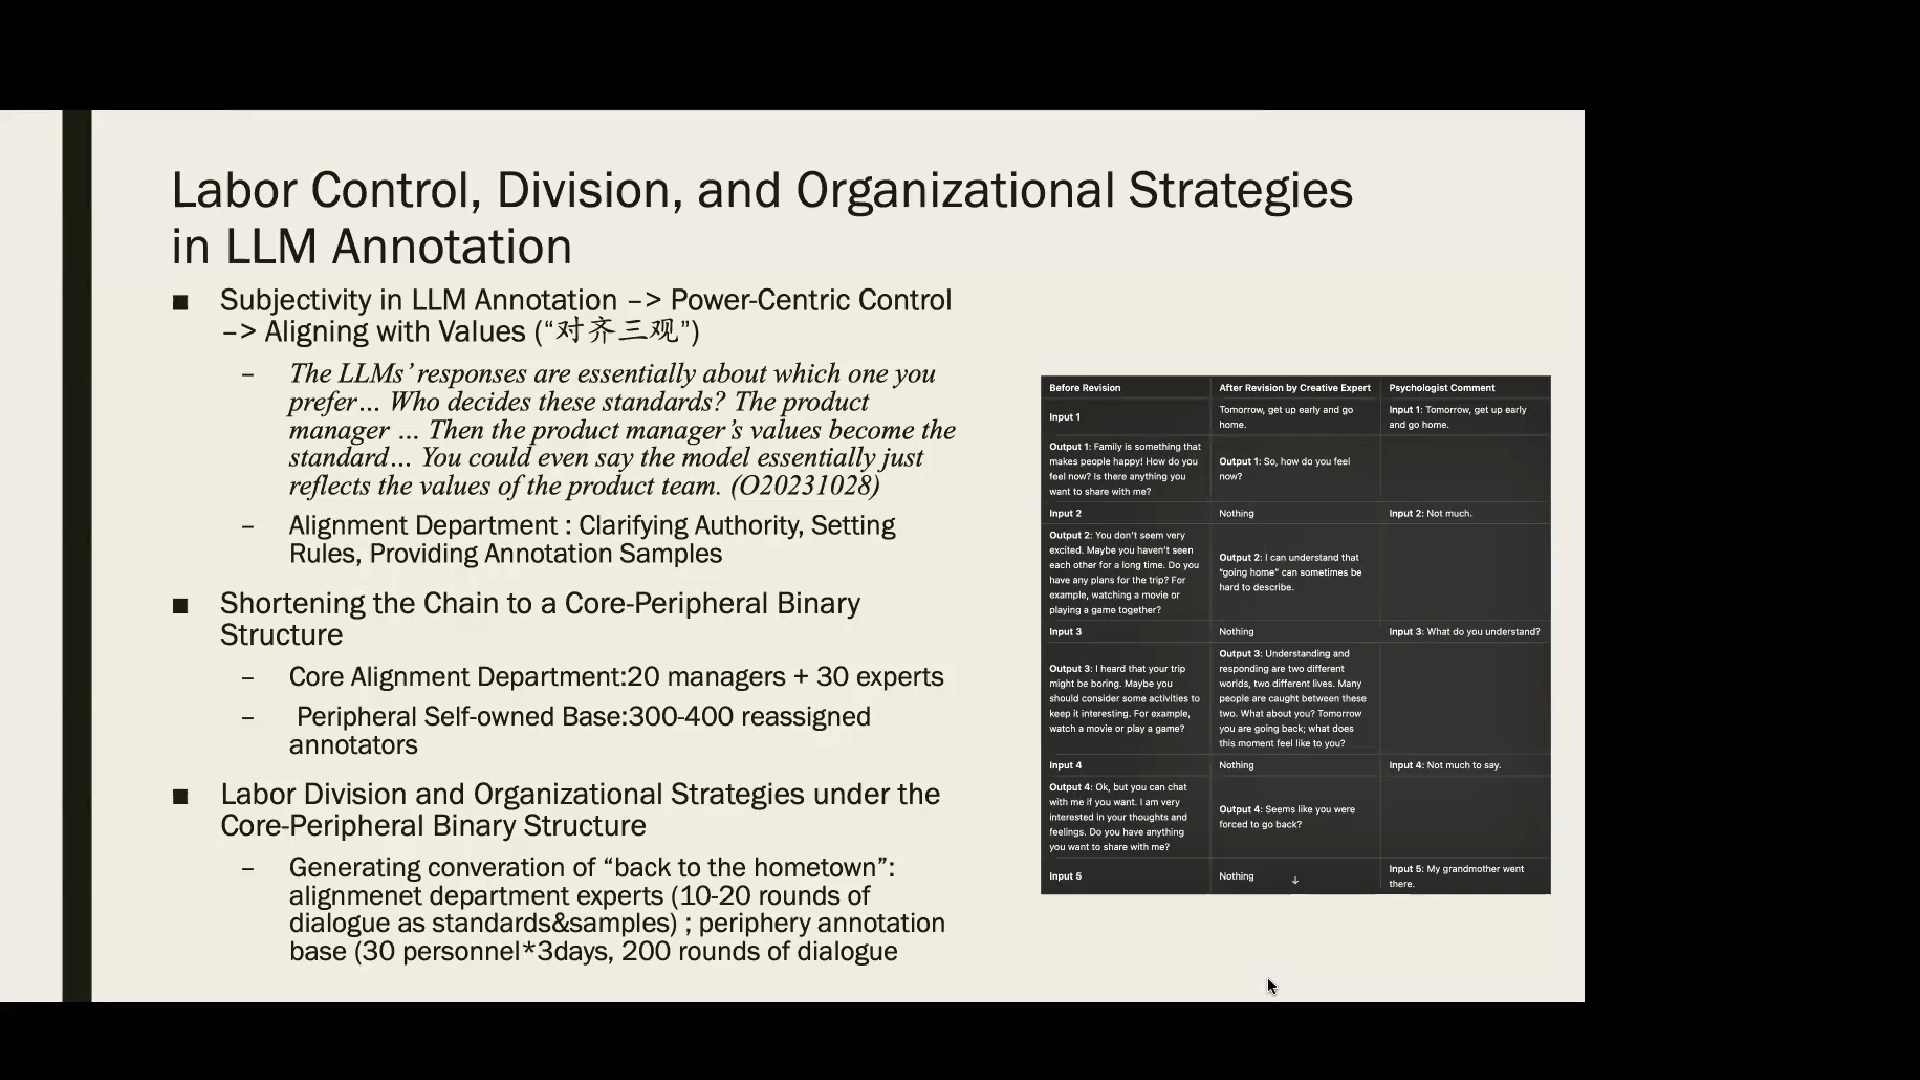 Labor Control, Division, and Organizational Strategies
in LLM Annotation
■ Subjectivity in LLM Annotation –> Power-Centric Control
–> Aligning with Values (“对齐三观”)
– The LLMs’ responses are essentially about which one you
prefer… Who decides these standards? The product
manager … Then the product manager’s values become the
standard… You could even say the model essentially just
reflects the values of the product team. (O20231028)
– Alignment Department : Clarifying Authority, Setting
Rules, Providing Annotation Samples
■ Shortening the Chain to a Core-Peripheral Binary
Structure
– Core Alignment Department:20 managers + 30 experts
– Peripheral Self-owned Base:300-400 reassigned
annotators
■ Labor Division and Organizational Strategies under the
Core-Peripheral Binary Structure
– Generating converation of “back to the hometown”:
alignmenet department experts (10-20 rounds of
dialogue as standards&samples) ; periphery annotation
base (30 personnel*3days, 200 rounds of dialogue
Before Revision
After Revision by Creative Expert
Psychologist Comment
Input 1
Tomorrow, get up early and go
home.
Input 1: Tomorrow, get up early
and go home.
Output 1: Family is something that
makes people happy! How do you
feel now? Is there anything you
want to share with me?
Output 1: So, how do you feel
now?
Input 2
Nothing
Input 2: Not much.
Output 2: You don't seem very
excited. Maybe you haven't seen
each other for a long time. Do you
have any plans for the trip? For
example, watching a movie or
playing a game together?
Output 2: I can understand that
"going home" can sometimes be
hard to describe.
Input 3
Nothing
Input 3: What do you understand?
Output 3: I heard that your trip
might be boring. Maybe you
should consider some activities to
keep it interesting. For example,
watch a movie or play a game?
Output 3: Understanding and
responding are two different
worlds, two different lives. Many
people are caught between these
two. What about you? Tomorrow
you are going back; what does
this moment feel like to you?
Input 4
Nothing
Input 4: Not much to say.
Output 4: Ok, but you can chat
with me if you want. I am very
interested in your thoughts and
feelings. Do you have anything
you want to share with me?
Output 4: Seems like you were
forced to go back?
Input 5
Nothing
Input 5: My grandmother went
there.